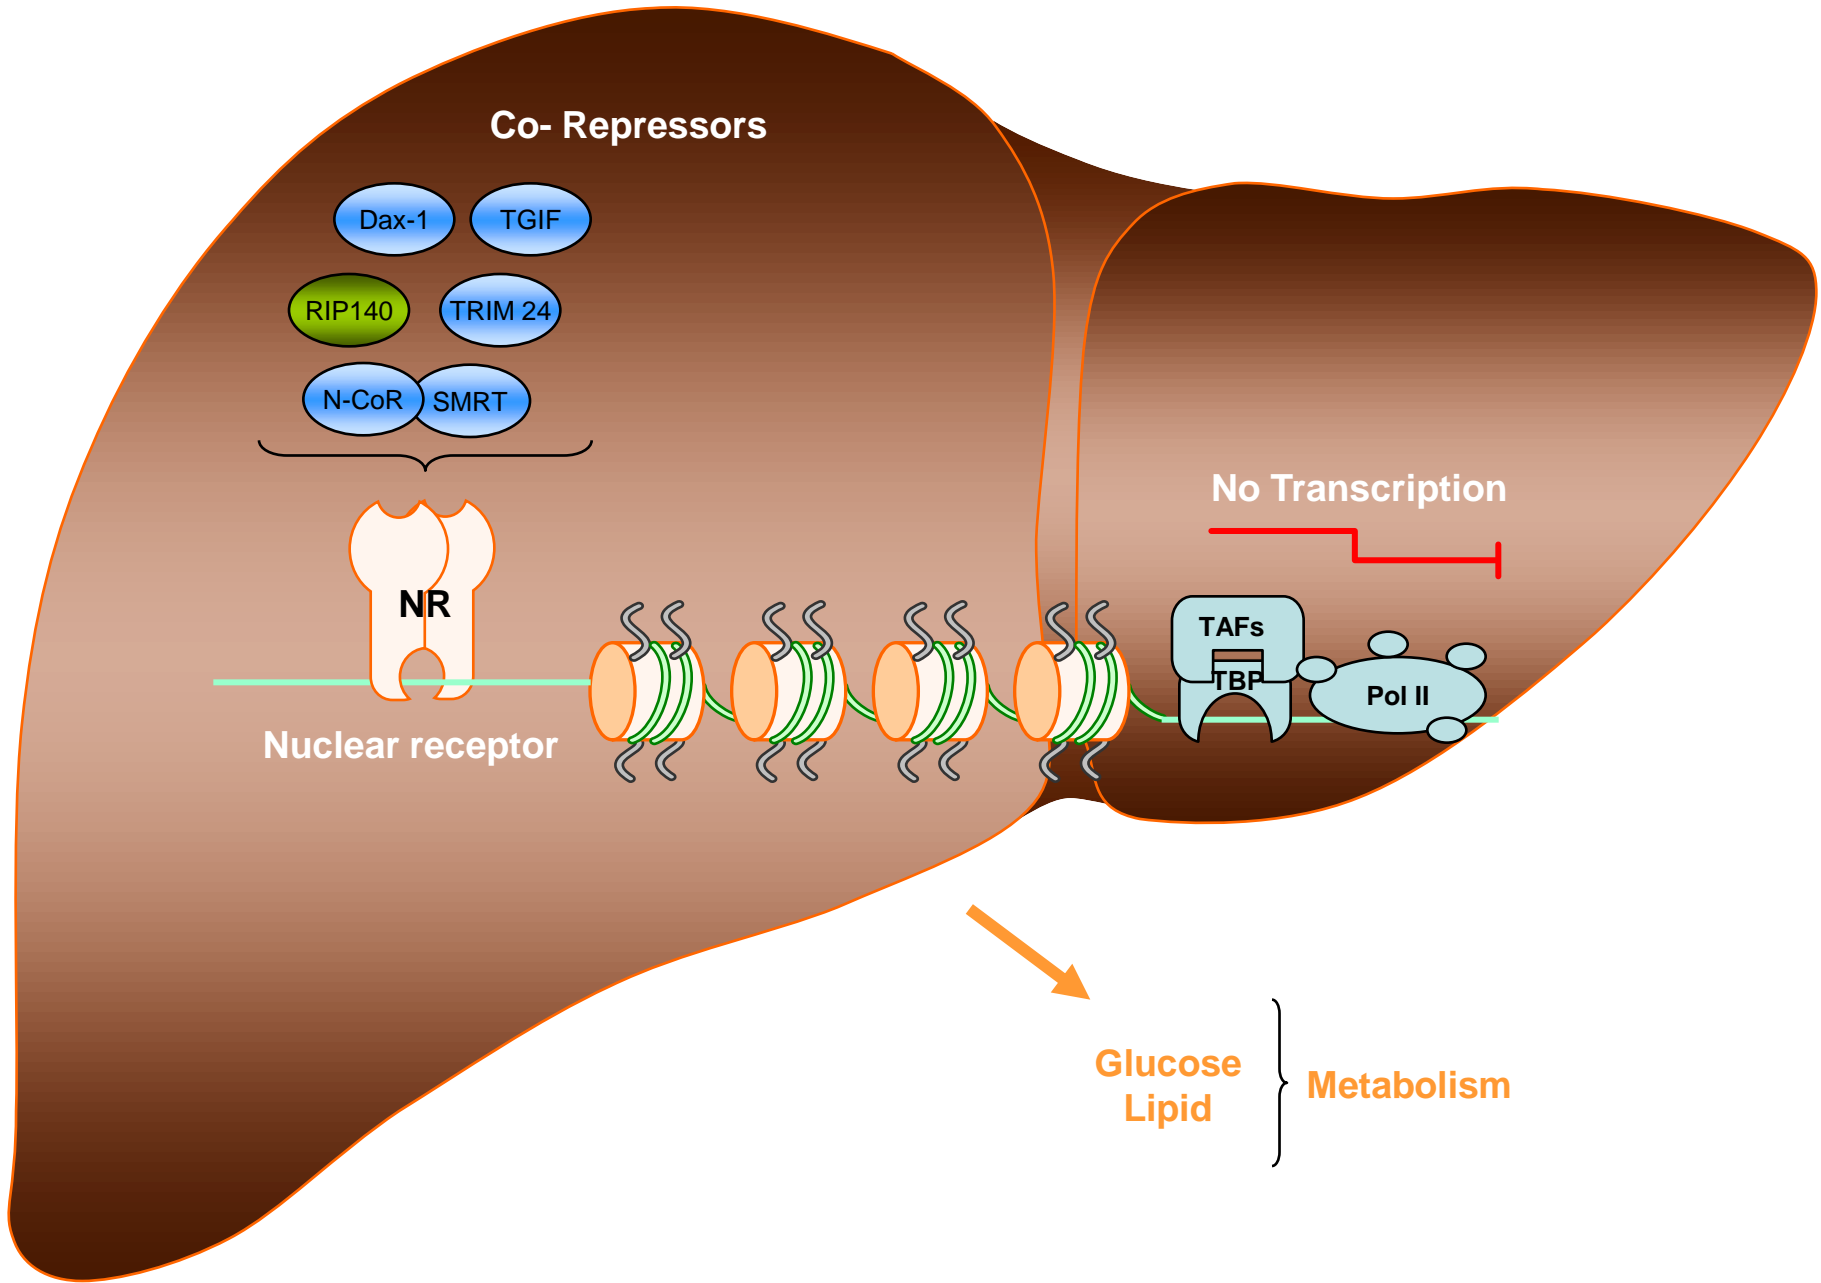 Co- Repressors
Dax-1
TGIF
RIP140
TRIM 24
N-CoR
SMRT
NR
Nuclear receptor
No Transcription
TAFs
TBP
Pol II
Glucose
Lipid
Metabolism